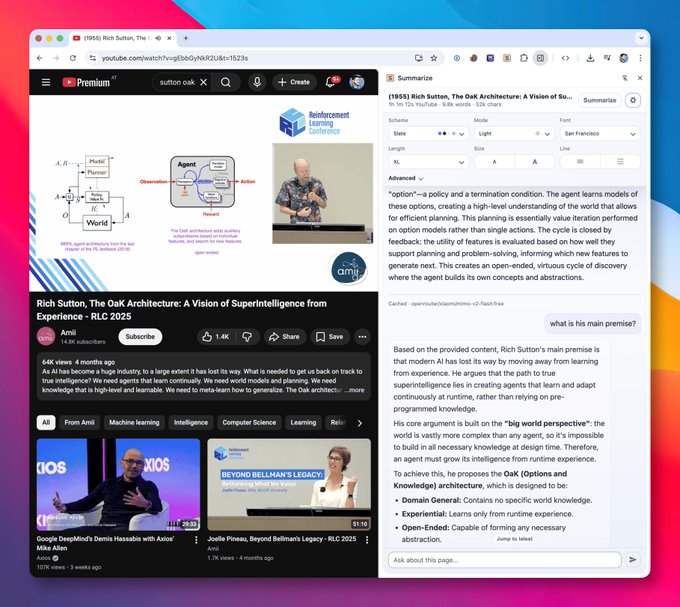 (1955) Rich Sutton, The O
youtube.com/watch?v=gEbbGyNkR2U&t=1523s
Premium
AT
sutton oak
Create
9+
Reinforcement
Learning
Conference
A, R
Model
Planner
Policy,
Value Fn.
World
A
O
Agent
Observation
Action
Reward
MBRL agent architecture from the last
chapter of the RL textbook (2018)
The OaK architecture adds auxiliary
subproblems based on individual
features, and search for new features
open-ended
amii
Rich Sutton, The OaK Architecture: A Vision of SuperIntelligence from
Experience - RLC 2025
Amii
14.8K subscribers
Subscribe
1.4K
Share
Save
64K views 4 months ago
As AI has become a huge industry, to a large extent it has lost its way. What is needed to get us back on track to
true intelligence? We need agents that learn continually. We need world models and planning. We need
knowledge that is high-level and learnable. We need to meta-learn how to generalize. The Oak architectur ...more
All
From Amii
Machine learning
Intelligence
Computer Science
Learning
Rela
AXIOS
29:33
Google DeepMind's Demis Hassabis with Axios'
Mike Allen
Axios
107K views • 3 weeks ago
Reinforcement
Learning
Conference
BEYOND BELLMAN'S LEGACY:
Rethinking What We Value
51:10
Joelle Pineau, Beyond Bellman's Legacy - RLC 2025
Amii
1.7K views • 4 months ago
Summarize
(1955) Rich Sutton, The OaK Architecture: A Vision of Su...
1h 1m 12s YouTube · 9.8k words · 52k chars
Summarize
Scheme
Mode
Font
Slate
Light
San Francisco
Length
Size
Line
XL
A
A
Advanced
"option"—a policy and a termination condition. The agent learns models of
these options, creating a high-level understanding of the world that allows
for efficient planning. This planning is essentially value iteration performed
on option models rather than single actions. The cycle is closed by
feedback: the utility of features is evaluated based on how well they
support planning and problem-solving, informing which new features to
generate next. This creates an open-ended, virtuous cycle of discovery
where the agent builds its own concepts and abstractions.
Cached · openrouter/xiaomi/mimo-v2-flash:free
what is his main premise?
Based on the provided content, Rich Sutton's main premise is
that modern AI has lost its way by moving away from learning
from experience. He argues that the path to true
superintelligence lies in creating agents that learn and adapt
continuously at runtime, rather than relying on pre-
programmed knowledge.
His core argument is built on the "big world perspective": the
world is vastly more complex than any agent, so it's impossible
to build in all necessary knowledge at design time. Therefore,
an agent must grow its intelligence from runtime experience.
To achieve this, he proposes the OaK (Options and
Knowledge) architecture, which is designed to be:
• Domain General: Contains no specific world knowledge.
• Experiential: Learns only from runtime experience.
• Open-Ended: Capable of forming any necessary
abstraction.
Jump to latest
Ask about this page...